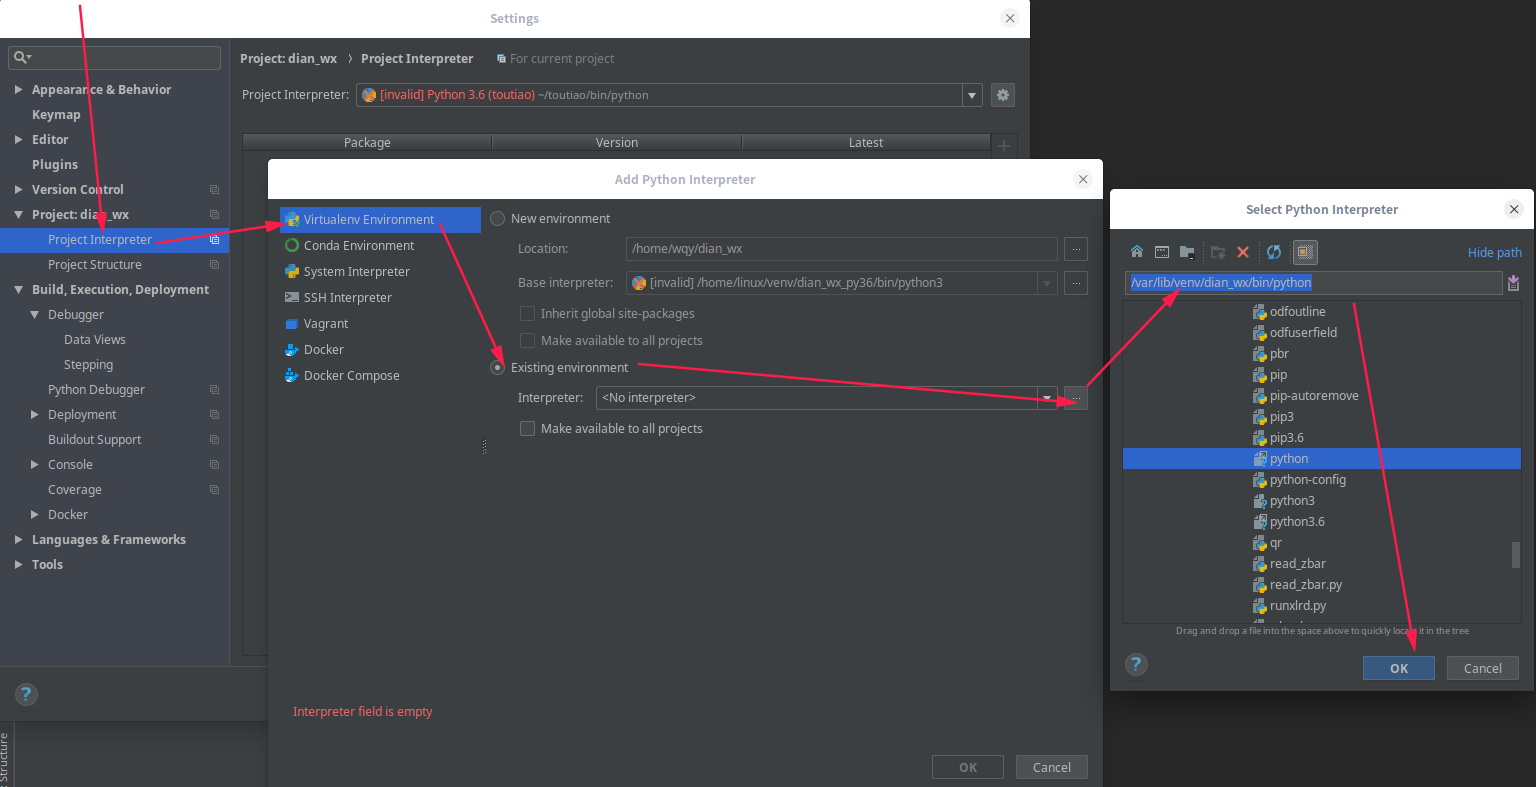 Settings
Project: dian_wx › Project Interpreter For current project
Project Interpreter: [invalid] Python 3.6 (toutiao) ~/toutiao/bin/python
Package Version Latest
Appearance & Behavior
Keymap
Editor
Plugins
Version Control
Project: dian_wx
Project Interpreter
Project Structure
Build, Execution, Deployment
Debugger
Data Views
Stepping
Python Debugger
Deployment
Buildout Support
Console
Coverage
Docker
Languages & Frameworks
Tools
?
Structure
Add Python Interpreter
Virtualenv Environment
Conda Environment
System Interpreter
SSH Interpreter
Vagrant
Docker
Docker Compose
New environment
Location: /home/wqy/dian_wx ...
Base interpreter: [invalid] /home/linux/venv/dian_wx_py36/bin/python3 ...
Inherit global site-packages
Make available to all projects
Existing environment
Interpreter: <No interpreter> ...
Make available to all projects
Interpreter field is empty
OK Cancel
Select Python Interpreter
Hide path
/var/lib/venv/dian_wx/bin/python
odfoutline
odfuserfield
pbr
pip
pip-autoremove
pip3
pip3.6
python
python-config
python3
python3.6
qr
read_zbar
read_zbar.py
runxlrd.py
Drag and drop a file into the space above to quickly locate it in the tree
? OK Cancel